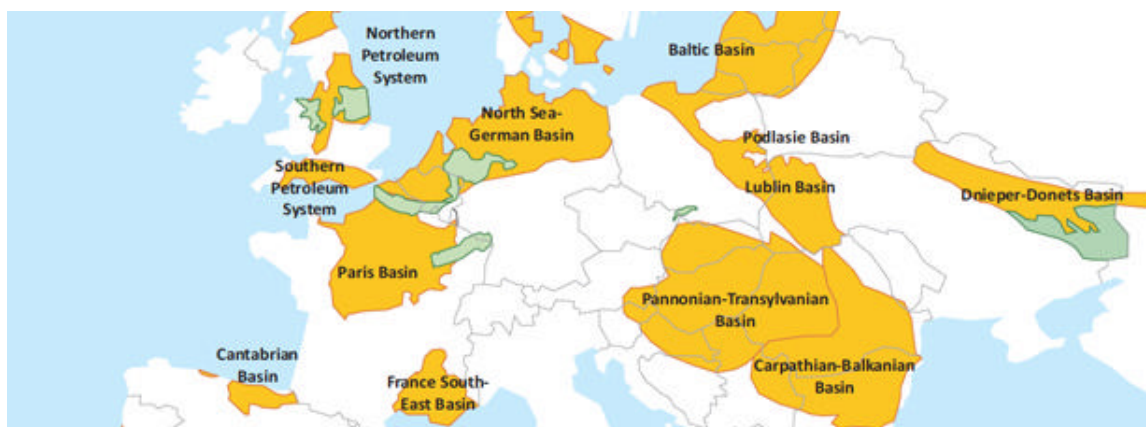 Northern
Petroleum
System
Baltic Basin
North Sea-
German Basin
Podlasie Basin
Southern
Petroleum
System
Lublin Basin
Dnieper-Donets Basin
Paris Basin
Pannonian-Transylvanian
Basin
Cantabrian
Basin
France South-
East Basin
Carpathian-Balkanian
Basin